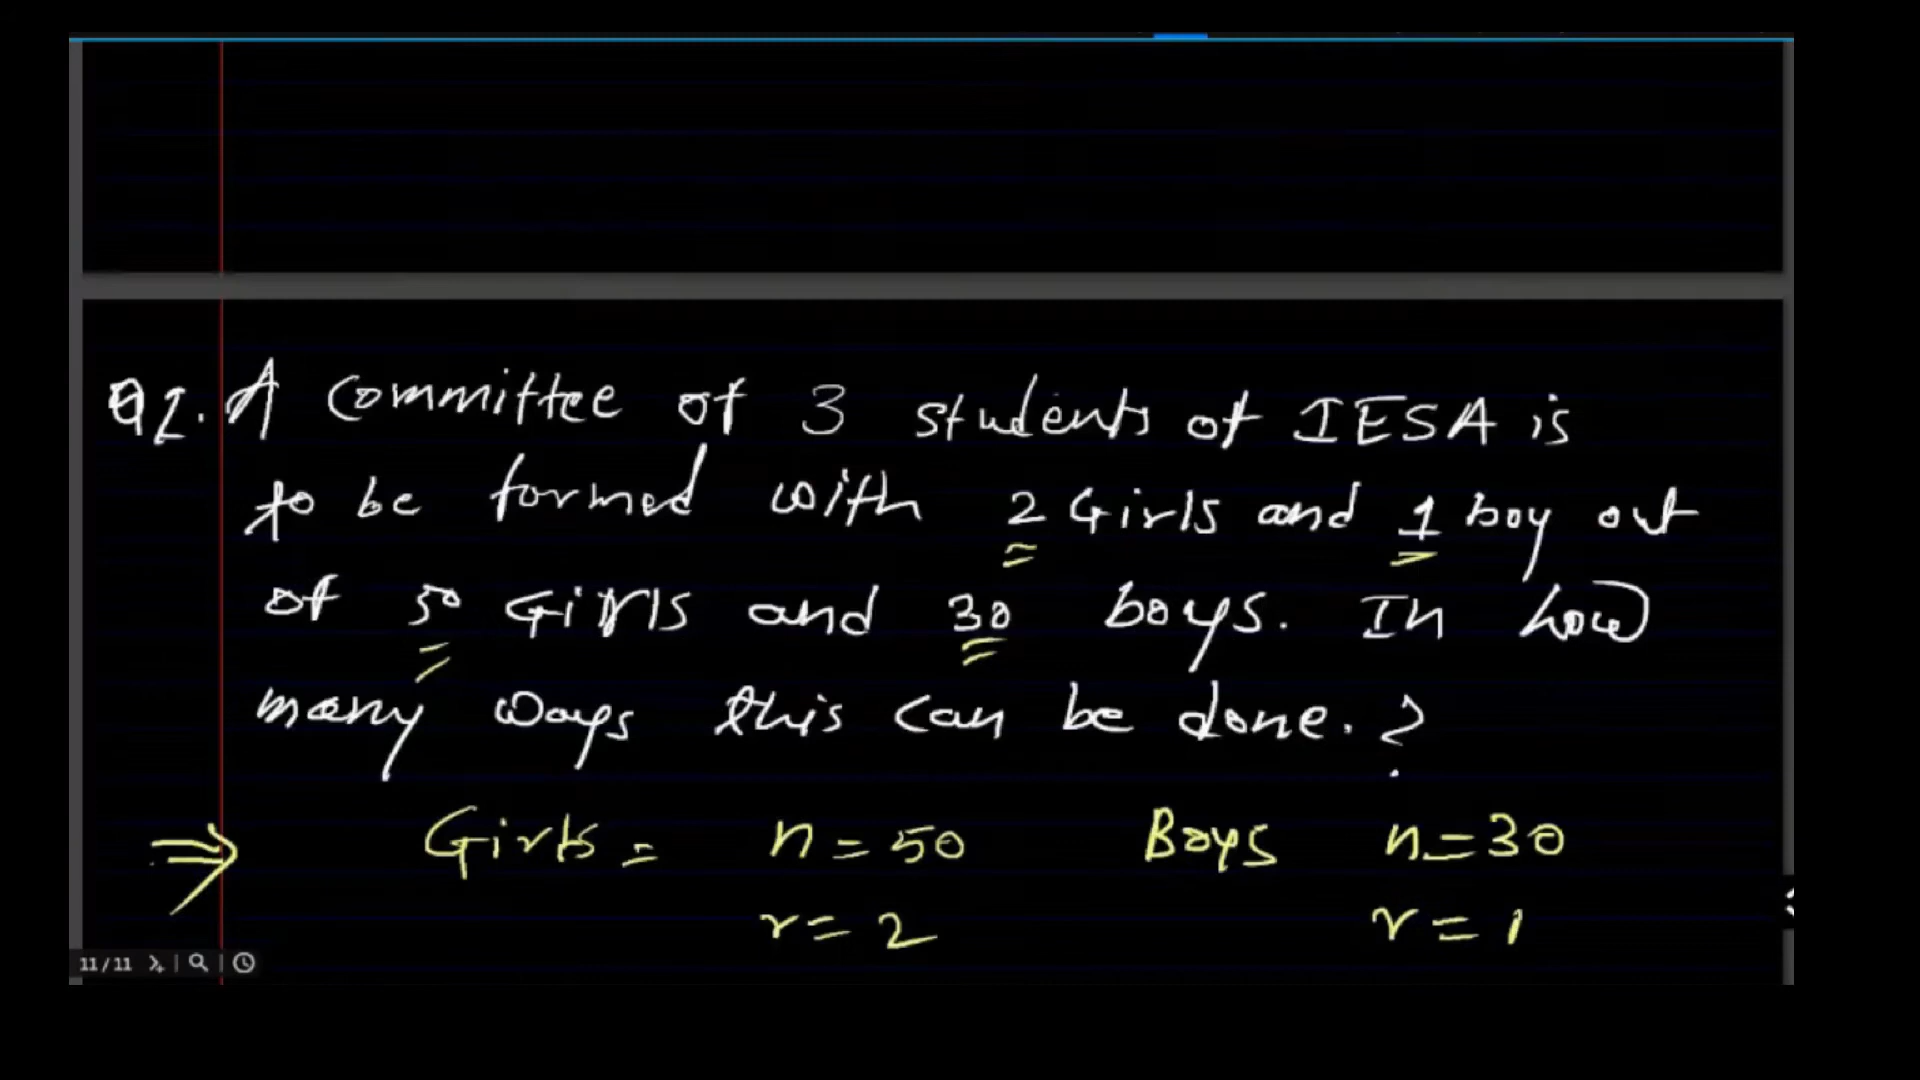 Q2. A Committee of 3 students of IESA is
to be formed with 2 Girls and 1 boy out
of 50 Girls and 30 boys. In how
many ways this can be done.?
Girls = n = 50 Boys n = 30
r = 2 r = 1
11/11